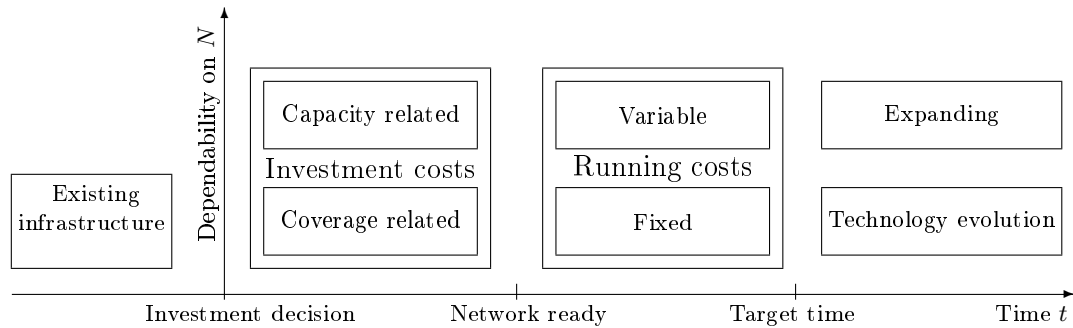 Dependability on N
Capacity related
Investment costs
Coverage related
Variable
Running costs
Fixed
Expanding
Technology evolution
Existing
infrastructure
Investment decision
Network ready
Target time
Time t